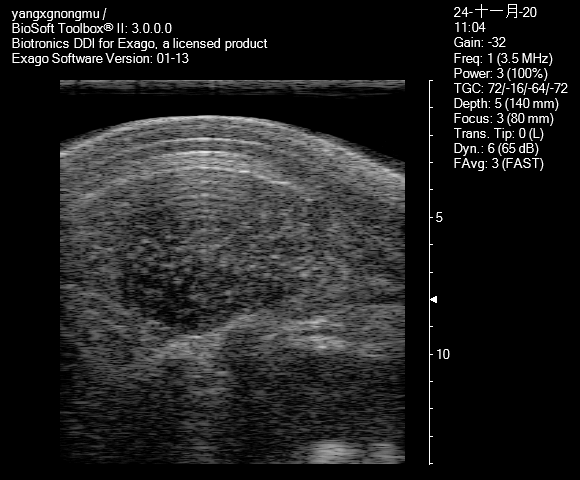 yangxgnongmu /
BioSoft Toolbox® II: 3.0.0.0
Biotronics DDI for Exago, a licensed product
Exago Software Version: 01-13
24-十一月-20
11:04
Gain: -32
Freq: 1 (3.5 MHz)
Power: 3 (100%)
TGC: 72/-16/-64/-72
Depth: 5 (140 mm)
Focus: 3 (80 mm)
Trans. Tip: 0 (L)
Dyn.: 6 (65 dB)
FAvg: 3 (FAST)
5
10